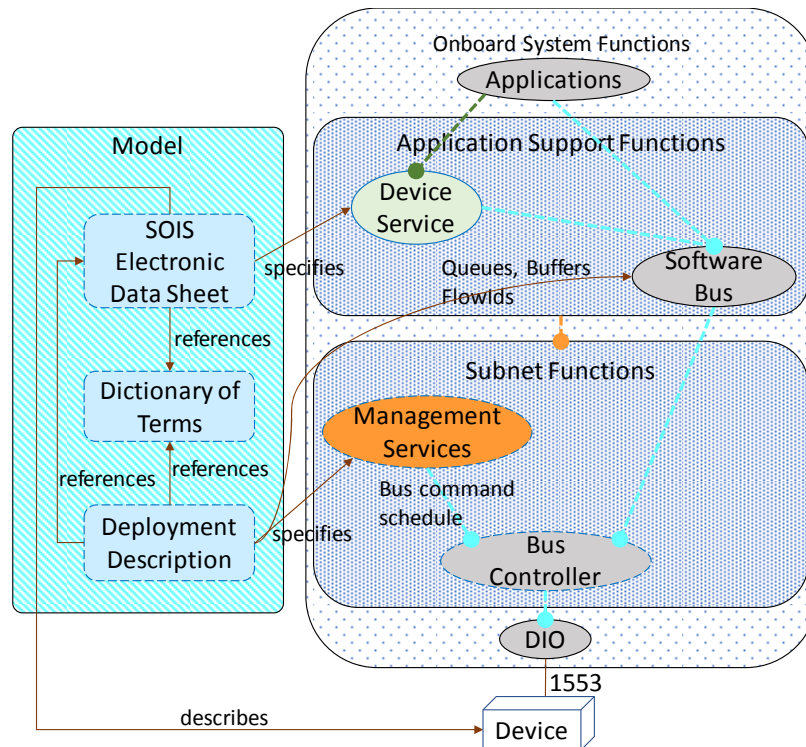 Onboard System Functions
Applications
Model
Application Support Functions
Device
Service
SOIS
Electronic
Data Sheet
specifies
Queues, Buffers
FlowIds
Software
Bus
references
Subnet Functions
Dictionary of
Terms
Management
Services
references
references
Bus command
schedule
Deployment
Description
specifies
Bus
Controller
DIO
1553
describes
Device